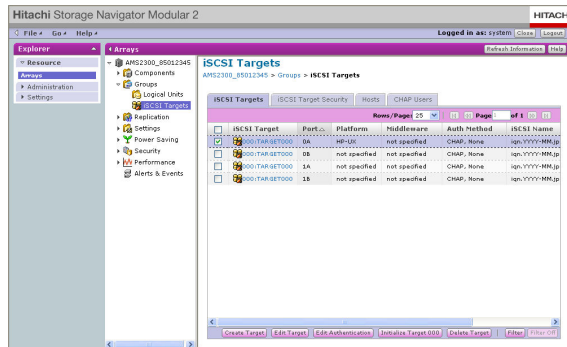 Hitachi Storage Navigator Modular 2
HITACH
File Go Help
Logged in as: system Close Logout
Explorer
Arrays
Refresh Information Help
Resource
Arrays
Administration
Settings
AMS2300_85012345
Components
Groups
Logical Units
iSCSI Targets
Replication
Settings
Power Saving
Security
Performance
Alerts & Events
iSCSI Targets
AMS2300_85012345 > Groups > iSCSI Targets
iSCSI Targets iSCSI Target Security Hosts CHAP Users
Rows/Page: 25 Page 1 of 1
iSCSI Target Port Platform Middleware Auth Method iSCSI Name
000:TARGET000 0A HP-UX not specified CHAP, None iqn.YYYY-MM.jp
000:TARGET000 0B not specified not specified CHAP, None iqn.YYYY-MM.jp
000:TARGET000 1A not specified not specified CHAP, None iqn.YYYY-MM.jp
000:TARGET000 1B not specified not specified CHAP, None iqn.YYYY-MM.jp
Create Target Edit Target Edit Authentication Initialize Target 000 Delete Target Filter Filter Off